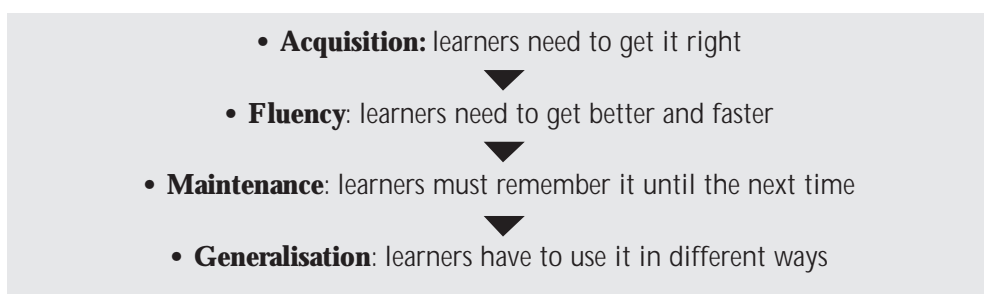 • Acquisition: learners need to get it right
• Fluency: learners need to get better and faster
• Maintenance: learners must remember it until the next time
• Generalisation: learners have to use it in different ways